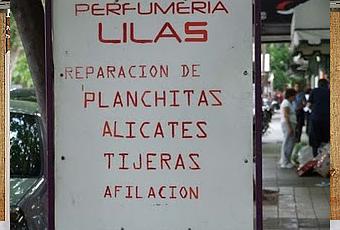 PERFUMERIA
LILAS
REPARACION DE
PLANCHITAS
ALICATES
TIJERAS
AFILACION